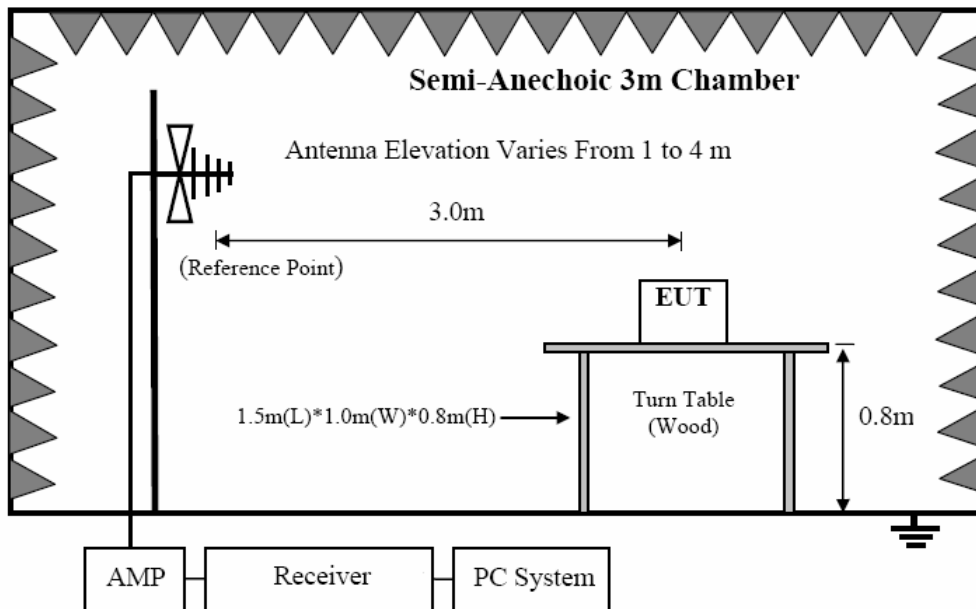 Semi-Anechoic 3m Chamber
Antenna Elevation Varies From 1 to 4 m
3.0m
(Reference Point)
EUT
1.5m(L)*1.0m(W)*0.8m(H)
Turn Table
(Wood)
0.8m
AMP
Receiver
PC System